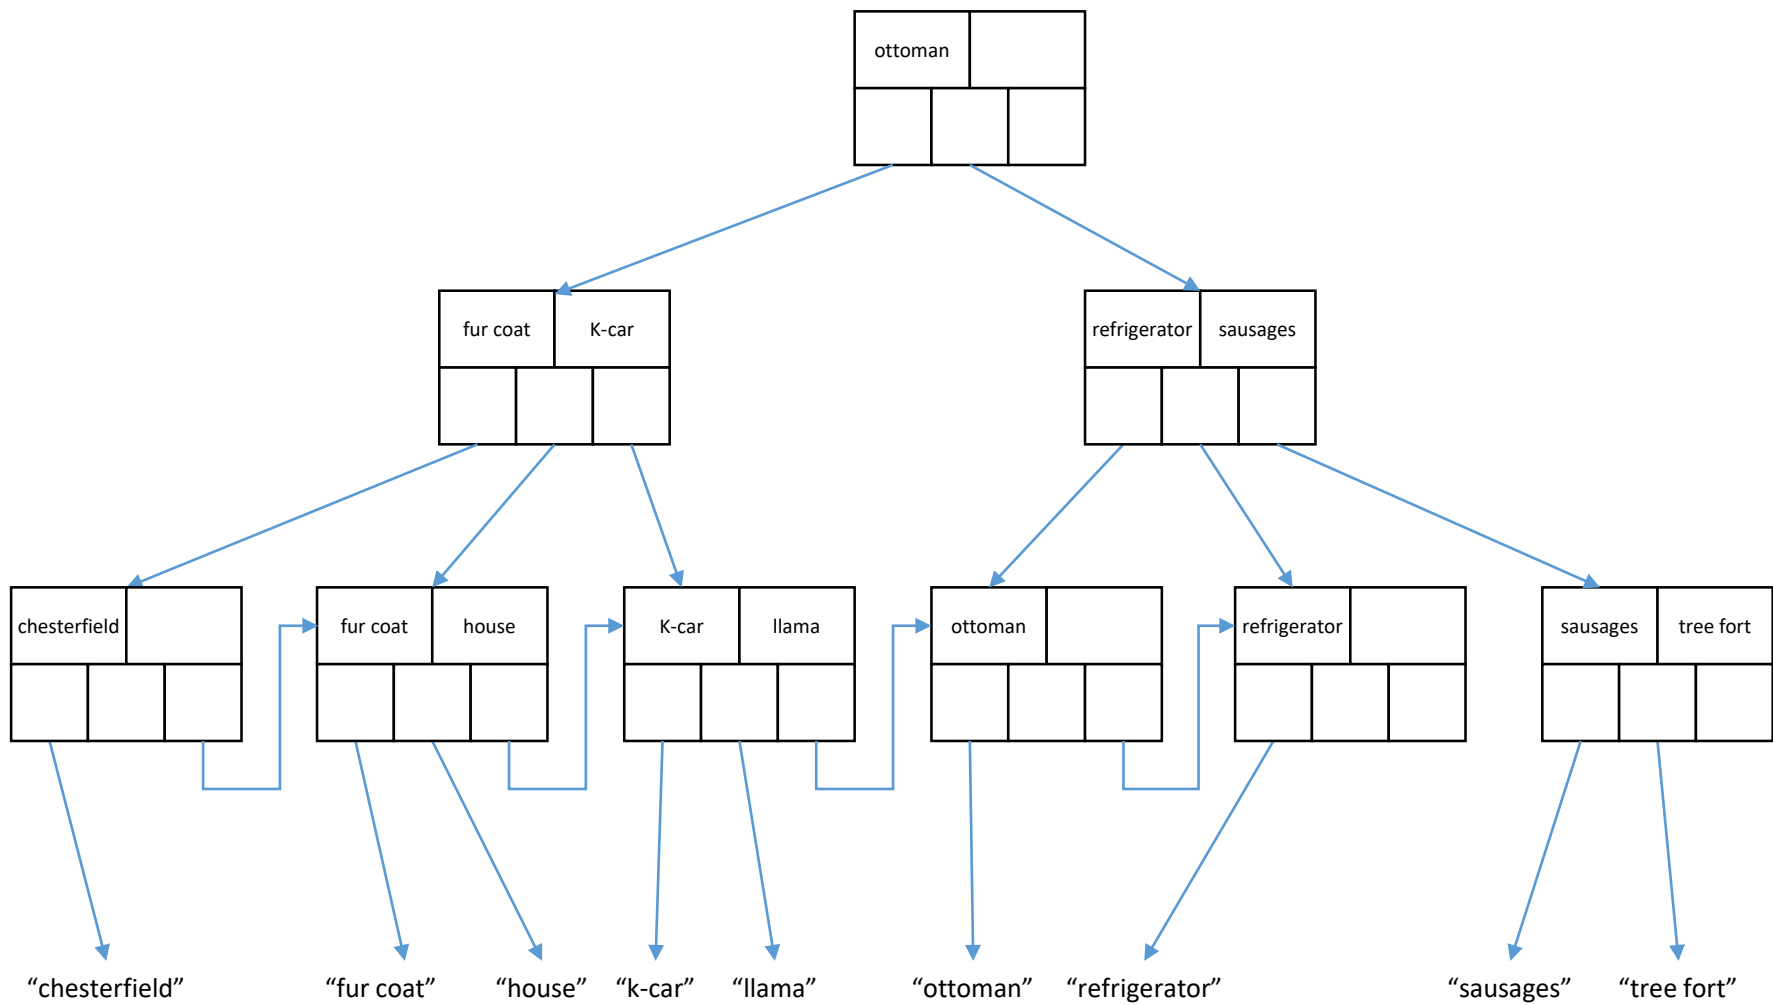 ottoman
fur coat K-car
refrigerator sausages
chesterfield
fur coat house
K-car llama
ottoman
refrigerator
sausages tree fort
“chesterfield” “fur coat” “house” “k-car” “llama” “ottoman” “refrigerator” “sausages” “tree fort”